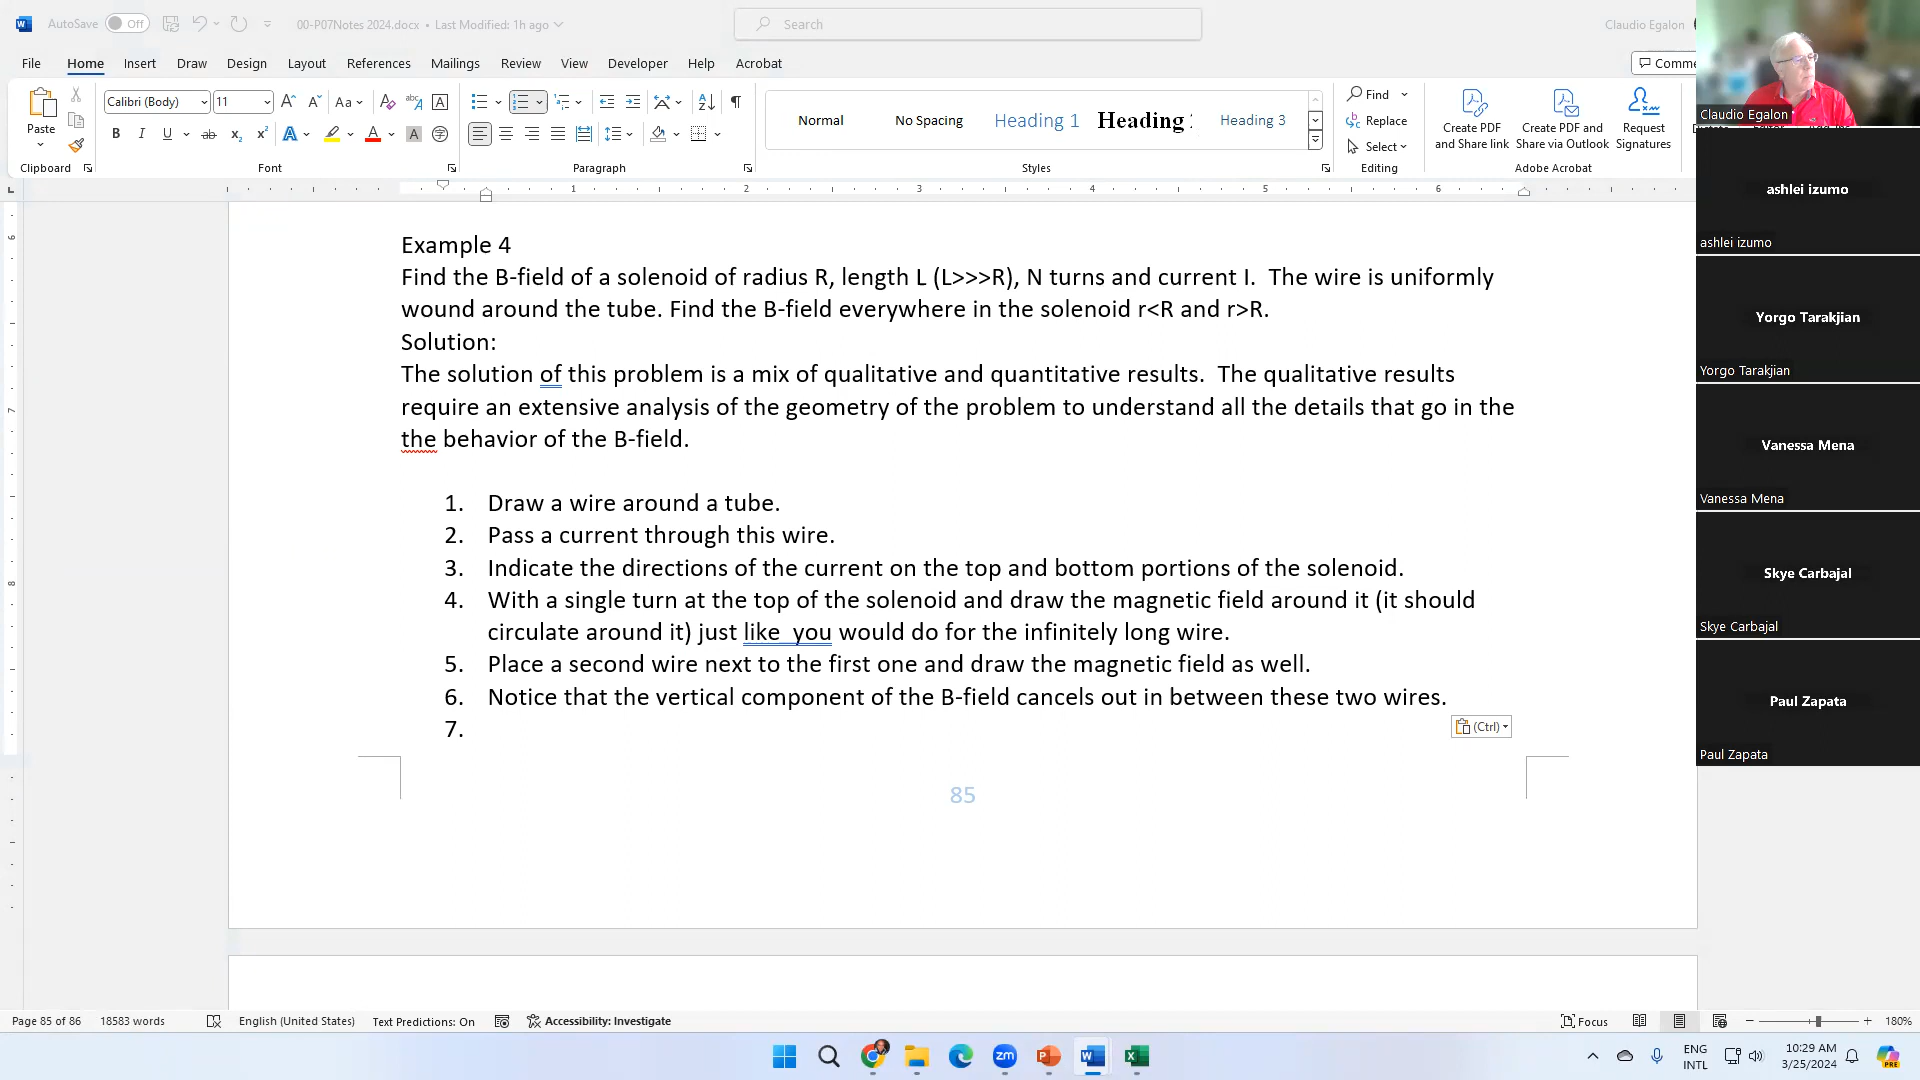 AutoSave Off 00-P07Notes 2024.docx • Last Modified: 1h ago Search Claudio Egalon
File Home Insert Draw Design Layout References Mailings Review View Developer Help Acrobat
Paste Calibri (Body) 11 Normal No Spacing Heading 1 Heading Heading 3 Find Replace Select Create PDF and Share link Create PDF and Share via Outlook Request Signatures
Clipboard Font Paragraph Styles Editing Adobe Acrobat
1 2 3 4 5 6
Example 4
Find the B-field of a solenoid of radius R, length L (L>>>R), N turns and current I. The wire is uniformly
wound around the tube. Find the B-field everywhere in the solenoid r<R and r>R.
Solution:
The solution of this problem is a mix of qualitative and quantitative results. The qualitative results
require an extensive analysis of the geometry of the problem to understand all the details that go in the
the behavior of the B-field.
1. Draw a wire around a tube.
2. Pass a current through this wire.
3. Indicate the directions of the current on the top and bottom portions of the solenoid.
4. With a single turn at the top of the solenoid and draw the magnetic field around it (it should
circulate around it) just like you would do for the infinitely long wire.
5. Place a second wire next to the first one and draw the magnetic field as well.
6. Notice that the vertical component of the B-field cancels out in between these two wires.
7.
(Ctrl)
85
Claudio Egalon
ashlei izumo
ashlei izumo
Yorgo Tarakjian
Yorgo Tarakjian
Vanessa Mena
Vanessa Mena
Skye Carbajal
Skye Carbajal
Paul Zapata
Paul Zapata
Page 85 of 86 18583 words English (United States) Text Predictions: On Accessibility: Investigate Focus 180%
ENG INTL 10:29 AM 3/25/2024